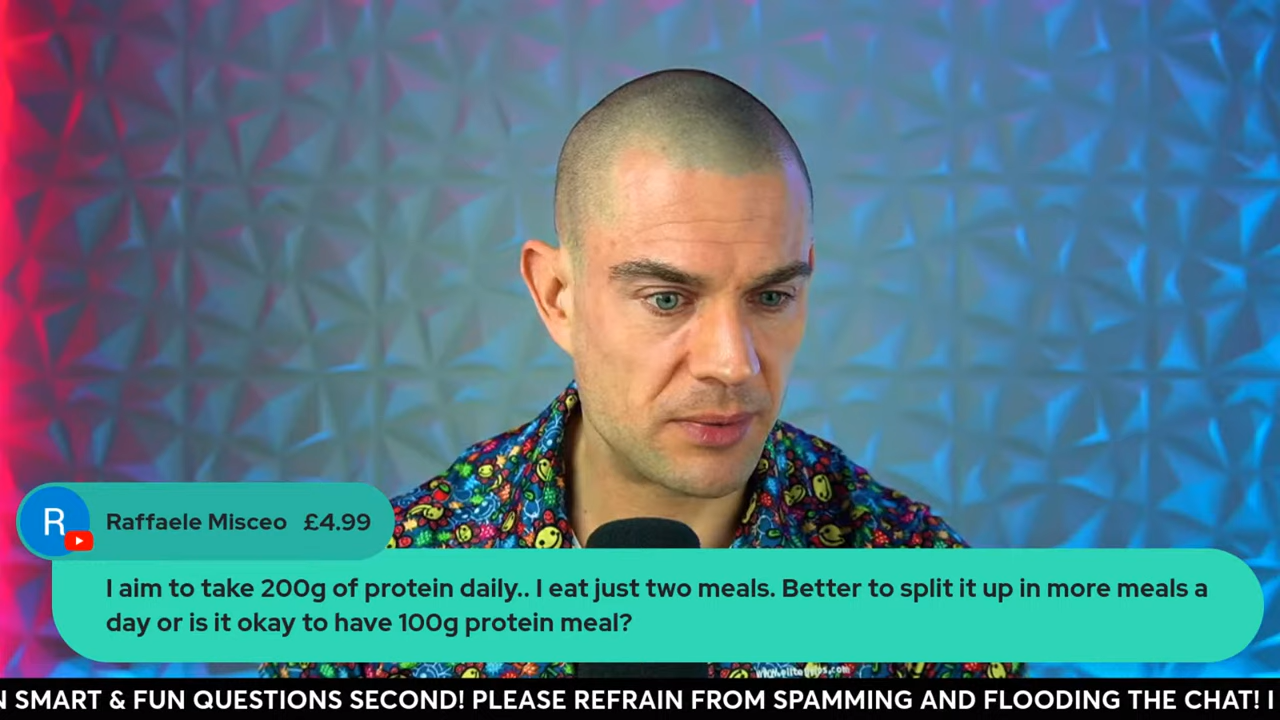 R
Raffaele Misceo £4.99
I aim to take 200g of protein daily.. I eat just two meals. Better to split it up in more meals a
day or is it okay to have 100g protein meal?
N SMART & FUN QUESTIONS SECOND! PLEASE REFRAIN FROM SPAMMING AND FLOODING THE CHAT! I